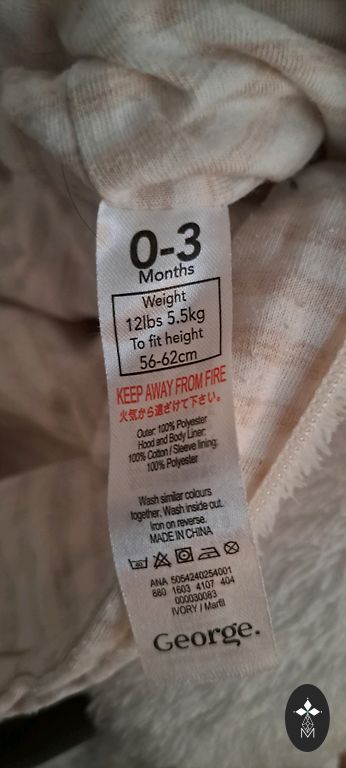 0-3
Months
Weight
12lbs 5.5kg
To fit height
56-62cm
KEEP AWAY FROM FIRE
火気から遠ざけて下さい。
Outer: 100% Polyester
Hood and Body Liner:
100% Cotton / Sleeve lining:
100% Polyester
Wash similar colours
together. Wash inside out.
Iron on reverse.
MADE IN CHINA
ANA 5054240254001
880 1603 4107 404
000030083
IVORY / Marfil
George.
M